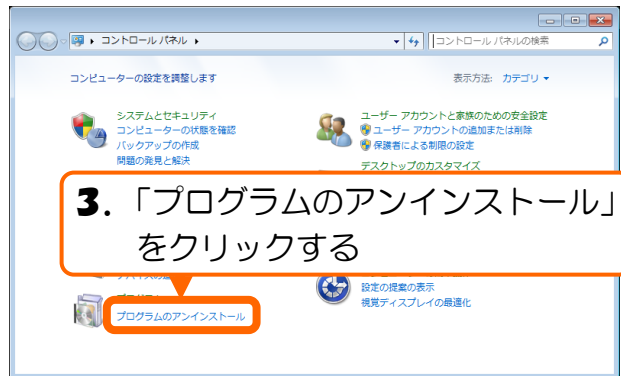 コントロール パネル
コントロール パネルの検索
コンピューターの設定を調整します
表示方法: カテゴリ
システムとセキュリティ
コンピューターの状態を確認
バックアップの作成
問題の発見と解決
ユーザー アカウントと家族のための安全設定
ユーザー アカウントの追加または削除
保護者による制限の設定
デスクトップのカスタマイズ
3. 「プログラムのアンインストール」
をクリックする
プログラムのアンインストール
設定の提案の表示
視覚ディスプレイの最適化